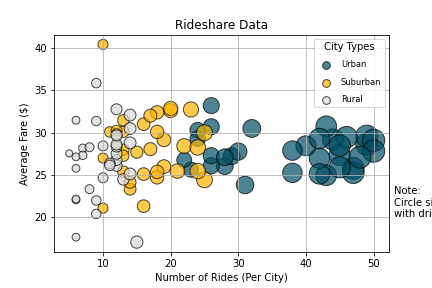 Rideshare Data
Average Fare ($)
40
35
30
25
20
City Types
Urban
Suburban
Rural
10
20
30
40
50
Number of Rides (Per City)
Note:
Circle si
with dri